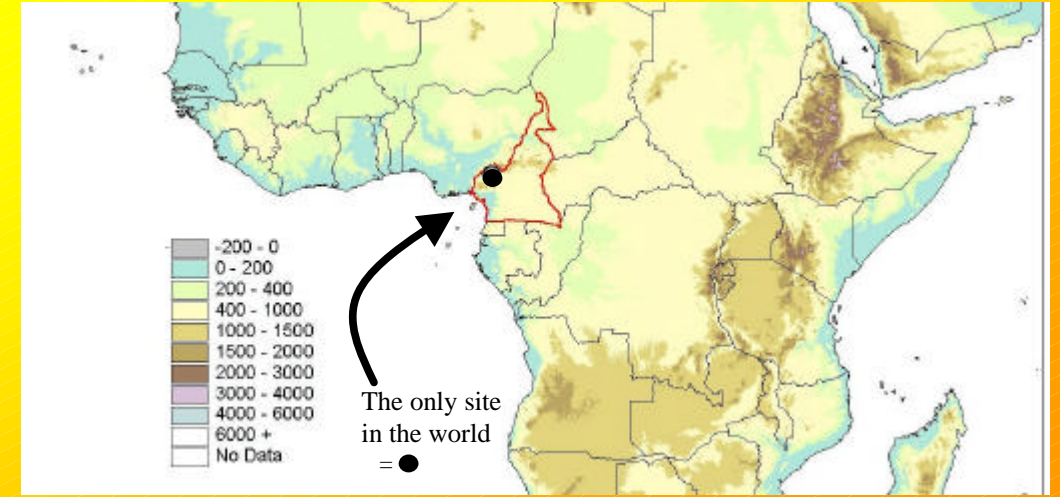 -200 - 0
0 - 200
200 - 400
400 - 1000
1000 - 1500
1500 - 2000
2000 - 3000
3000 - 4000
4000 - 6000
6000 +
No Data
The only site
in the world
= ●